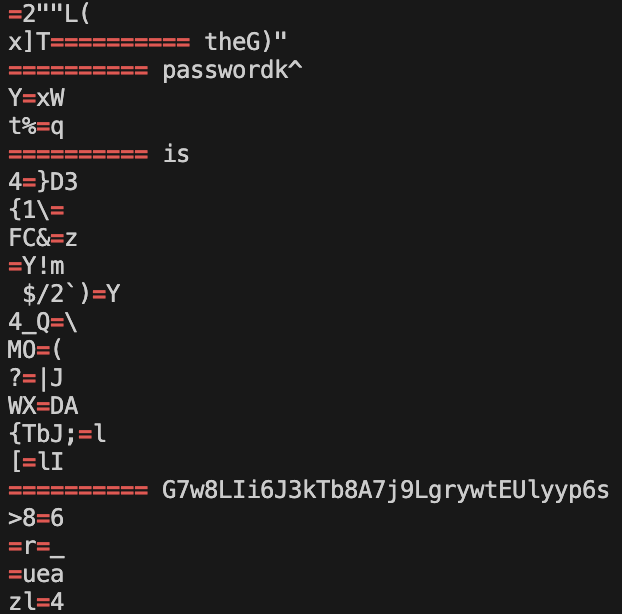 =2""L(
x]T========== theG)"
========== passwordk^
Y=xW
t%=q
========== is
4=}D3
{1\=
FC&=z
=Y!m
 $/2`)=Y
4_Q=\
MO=(
?=|J
WX=DA
{TbJ;=l
[=lI
========== G7w8LIi6J3kTb8A7j9LgrywtEUlyyp6s
>8=6
=r=_
=uea
zl=4